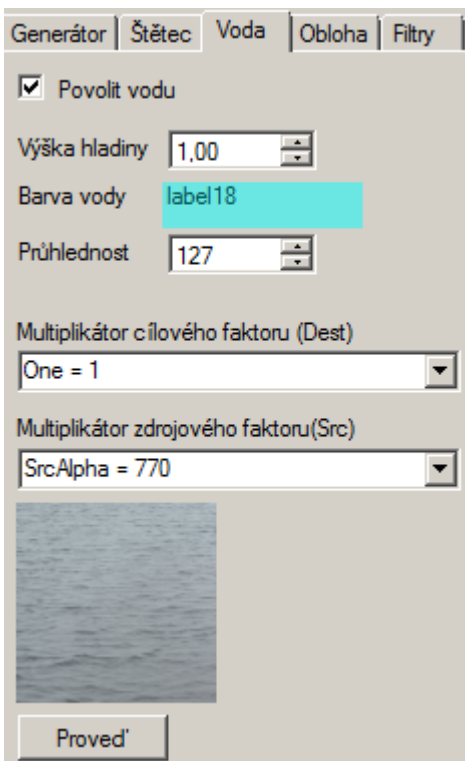 Generátor Štětec Voda Obloha Filtry
Povolit vodu
Výška hladiny 1,00
Barva vody label18
Průhlednost 127
Multiplikátor cílového faktoru (Dest)
One = 1
Multiplikátor zdrojového faktoru(Src)
SrcAlpha = 770
Proveď